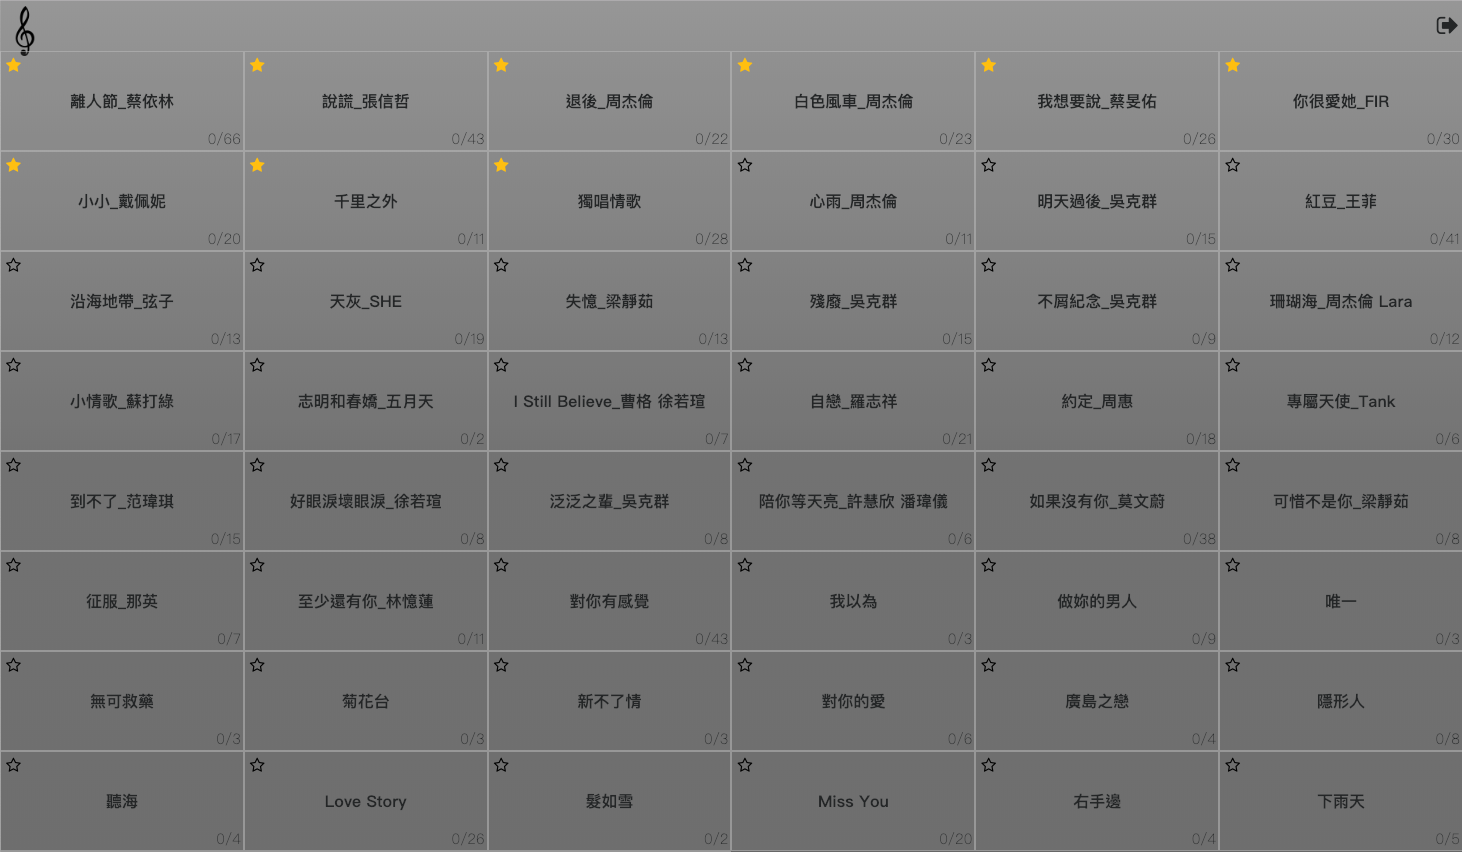 離人節_蔡依林
0/66
說謊_張信哲
0/43
退後_周杰倫
0/22
白色風車_周杰倫
0/23
我想要說_蔡旻佑
0/26
你很愛她_FIR
0/30
小小_戴佩妮
0/20
千里之外
0/11
獨唱情歌
0/28
心雨_周杰倫
0/11
明天過後_吳克群
0/15
紅豆_王菲
0/41
沿海地帶_弦子
0/13
天灰_SHE
0/19
失憶_梁靜茹
0/13
殘廢_吳克群
0/15
不屑紀念_吳克群
0/9
珊瑚海_周杰倫 Lara
0/12
小情歌_蘇打綠
0/17
志明和春嬌_五月天
0/2
I Still Believe_曹格 徐若瑄
0/7
自戀_羅志祥
0/21
約定_周惠
0/18
專屬天使_Tank
0/6
到不了_范瑋琪
0/15
好眼淚壞眼淚_徐若瑄
0/8
泛泛之輩_吳克群
0/8
陪你等天亮_許慧欣 潘瑋儀
0/6
如果沒有你_莫文蔚
0/38
可惜不是你_梁靜茹
0/8
征服_那英
0/7
至少還有你_林憶蓮
0/11
對你有感覺
0/43
我以為
0/3
做妳的男人
0/9
唯一
0/3
無可救藥
0/3
菊花台
0/3
新不了情
0/3
對你的愛
0/6
廣島之戀
0/4
隱形人
0/8
聽海
0/4
Love Story
0/26
髮如雪
0/2
Miss You
0/20
右手邊
0/4
下雨天
0/5